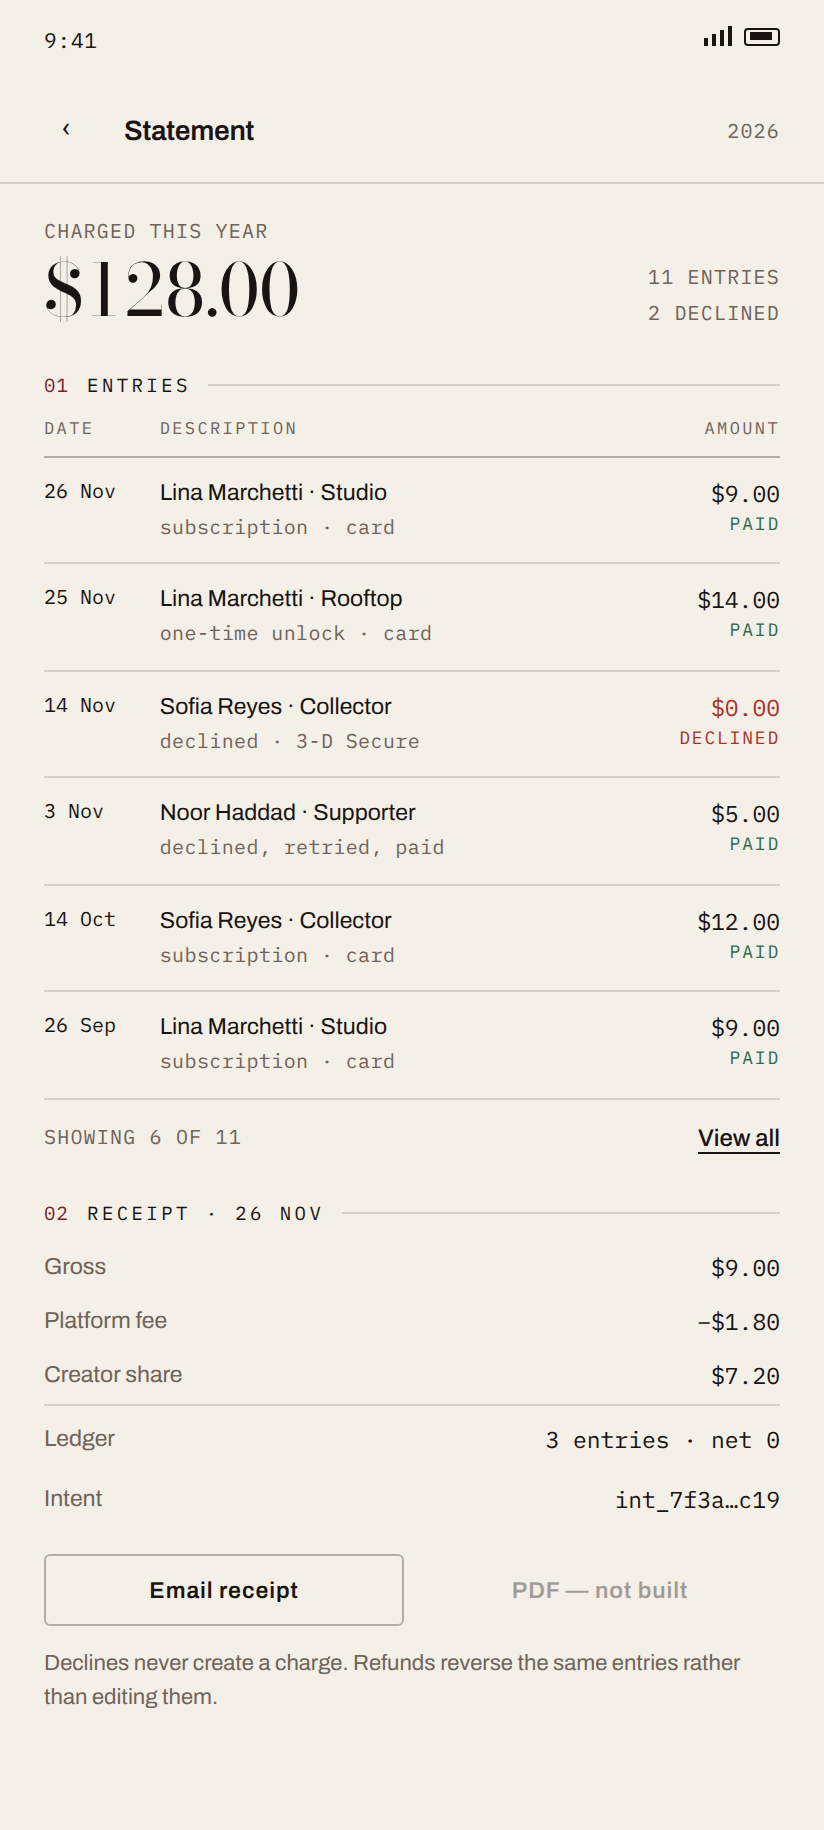 9:41
‹ Statement 2026
CHARGED THIS YEAR
$128.00
11 ENTRIES
2 DECLINED
01 ENTRIES
DATE DESCRIPTION AMOUNT
26 Nov Lina Marchetti · Studio $9.00
subscription · card PAID
25 Nov Lina Marchetti · Rooftop $14.00
one-time unlock · card PAID
14 Nov Sofia Reyes · Collector $0.00
declined · 3-D Secure DECLINED
3 Nov Noor Haddad · Supporter $5.00
declined, retried, paid PAID
14 Oct Sofia Reyes · Collector $12.00
subscription · card PAID
26 Sep Lina Marchetti · Studio $9.00
subscription · card PAID
SHOWING 6 OF 11 View all
02 RECEIPT · 26 NOV
Gross $9.00
Platform fee −$1.80
Creator share $7.20
Ledger 3 entries · net 0
Intent int_7f3a…c19
Email receipt PDF — not built
Declines never create a charge. Refunds reverse the same entries rather
than editing them.